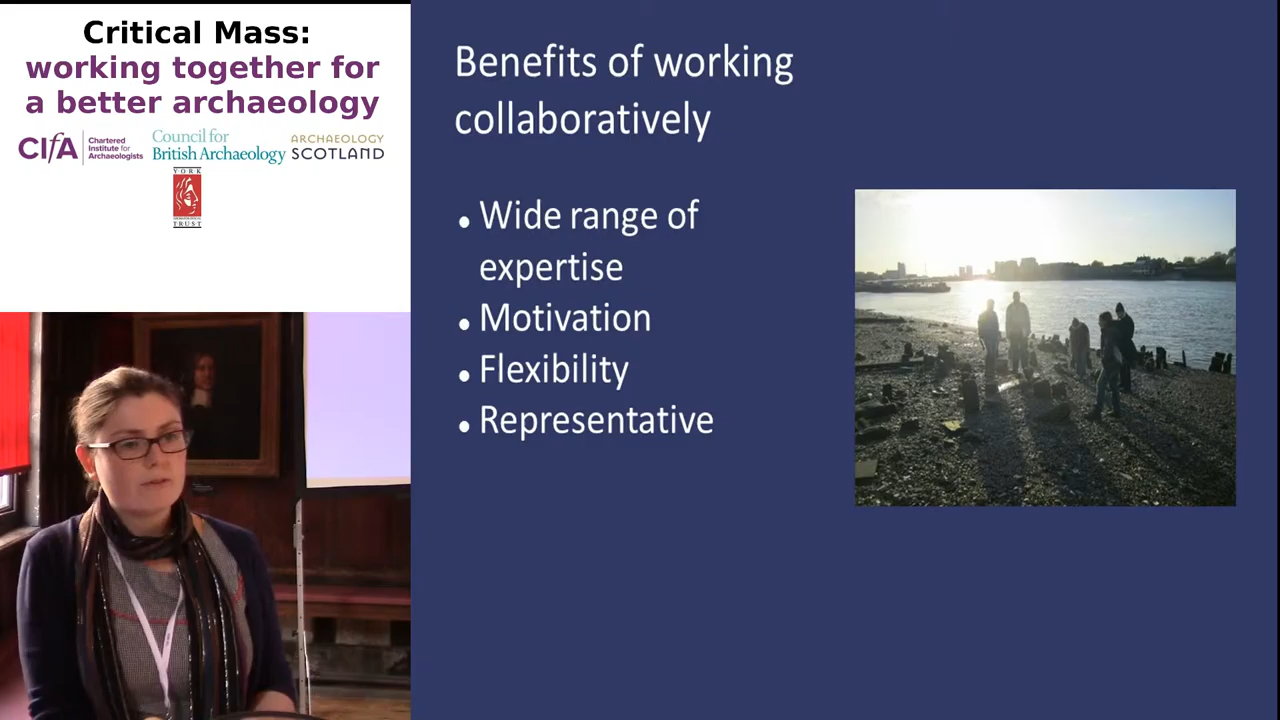 Critical Mass:
working together for
a better archaeology
CIfA
Chartered
Institute for
Archaeologists
Council for
British Archaeology
ARCHAEOLOGY
SCOTLAND
YORK
TRUST
Benefits of working
collaboratively
• Wide range of
expertise
• Motivation
• Flexibility
• Representative